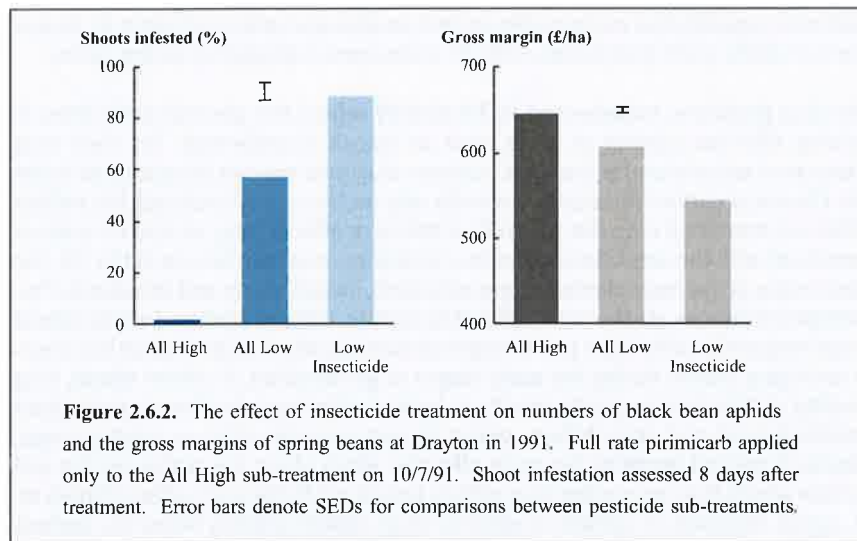 Shoots infested (%)
Gross margin (£/ha)
100
80
60
40
20
0
All High
All Low
Low
Insecticide
700
600
500
400
All High
All Low
Low
Insecticide
Figure 2.6.2. The effect of insecticide treatment on numbers of black bean aphids
and the gross margins of spring beans at Drayton in 1991. Full rate pirimicarb applied
only to the All High sub-treatment on 10/7/91. Shoot infestation assessed 8 days after
treatment. Error bars denote SEDs for comparisons between pesticide sub-treatments.